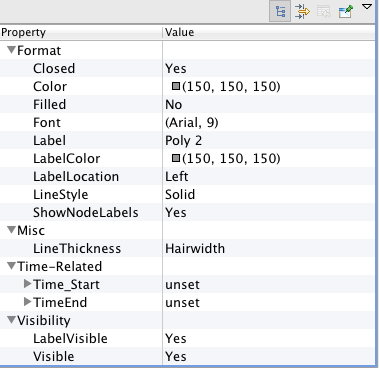 Property Value
Format
Closed Yes
Color (150, 150, 150)
Filled No
Font (Arial, 9)
Label Poly 2
LabelColor (150, 150, 150)
LabelLocation Left
LineStyle Solid
ShowNodeLabels Yes
Misc
LineThickness Hairwidth
Time-Related
Time_Start unset
TimeEnd unset
Visibility
LabelVisible Yes
Visible Yes